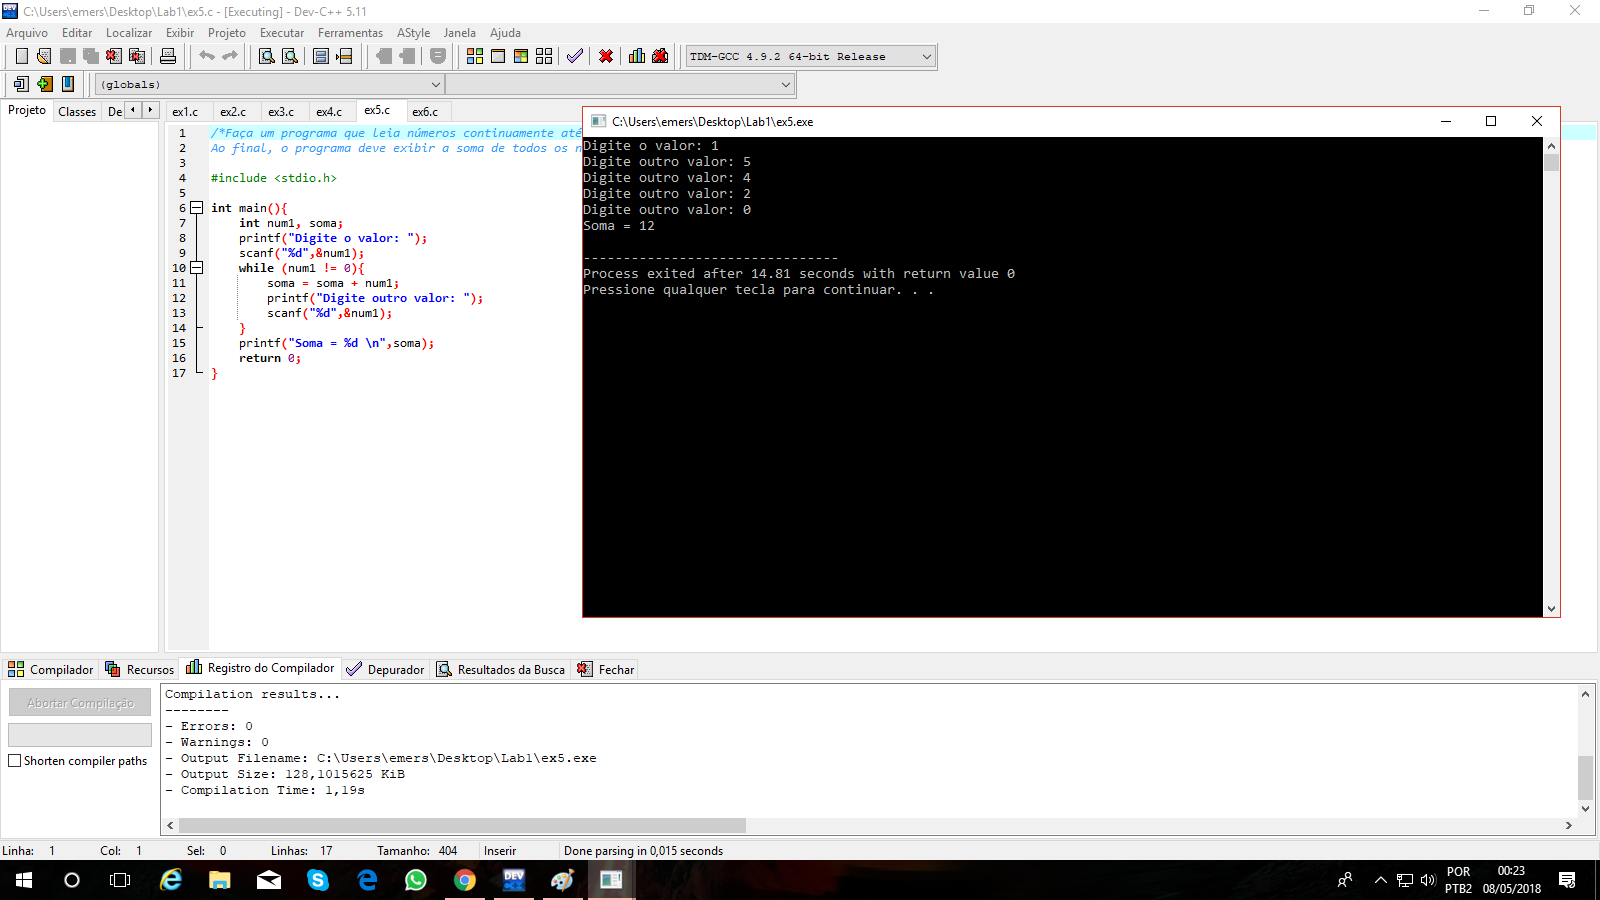 C:\Users\emers\Desktop\Lab1\ex5.c - [Executing] - Dev-C++ 5.11
Arquivo Editar Localizar Exibir Projeto Executar Ferramentas AStyle Janela Ajuda
TDM-GCC 4.9.2 64-bit Release
(globals)
Projeto Classes De
ex1.c ex2.c ex3.c ex4.c ex5.c ex6.c
1 /*Faça um programa que leia números continuamente até
2 Ao final, o programa deve exibir a soma de todos os n
3
4 #include <stdio.h>
5
6 int main(){
7 int num1, soma;
8 printf("Digite o valor: ");
9 scanf("%d",&num1);
10 while (num1 != 0){
11 soma = soma + num1;
12 printf("Digite outro valor: ");
13 scanf("%d",&num1);
14 }
15 printf("Soma = %d \n",soma);
16 return 0;
17 }
C:\Users\emers\Desktop\Lab1\ex5.exe
Digite o valor: 1
Digite outro valor: 5
Digite outro valor: 4
Digite outro valor: 2
Digite outro valor: 0
Soma = 12
--------------------------------
Process exited after 14.81 seconds with return value 0
Pressione qualquer tecla para continuar. . .
Compilador Recursos Registro do Compilador Depurador Resultados da Busca Fechar
Abortar Compilação
Shorten compiler paths
Compilation results...
--------
- Errors: 0
- Warnings: 0
- Output Filename: C:\Users\emers\Desktop\Lab1\ex5.exe
- Output Size: 128,1015625 KiB
- Compilation Time: 1,19s
Linha: 1 Col: 1 Sel: 0 Linhas: 17 Tamanho: 404 Inserir Done parsing in 0,015 seconds
DEV
POR
PTB2
00:23
08/05/2018